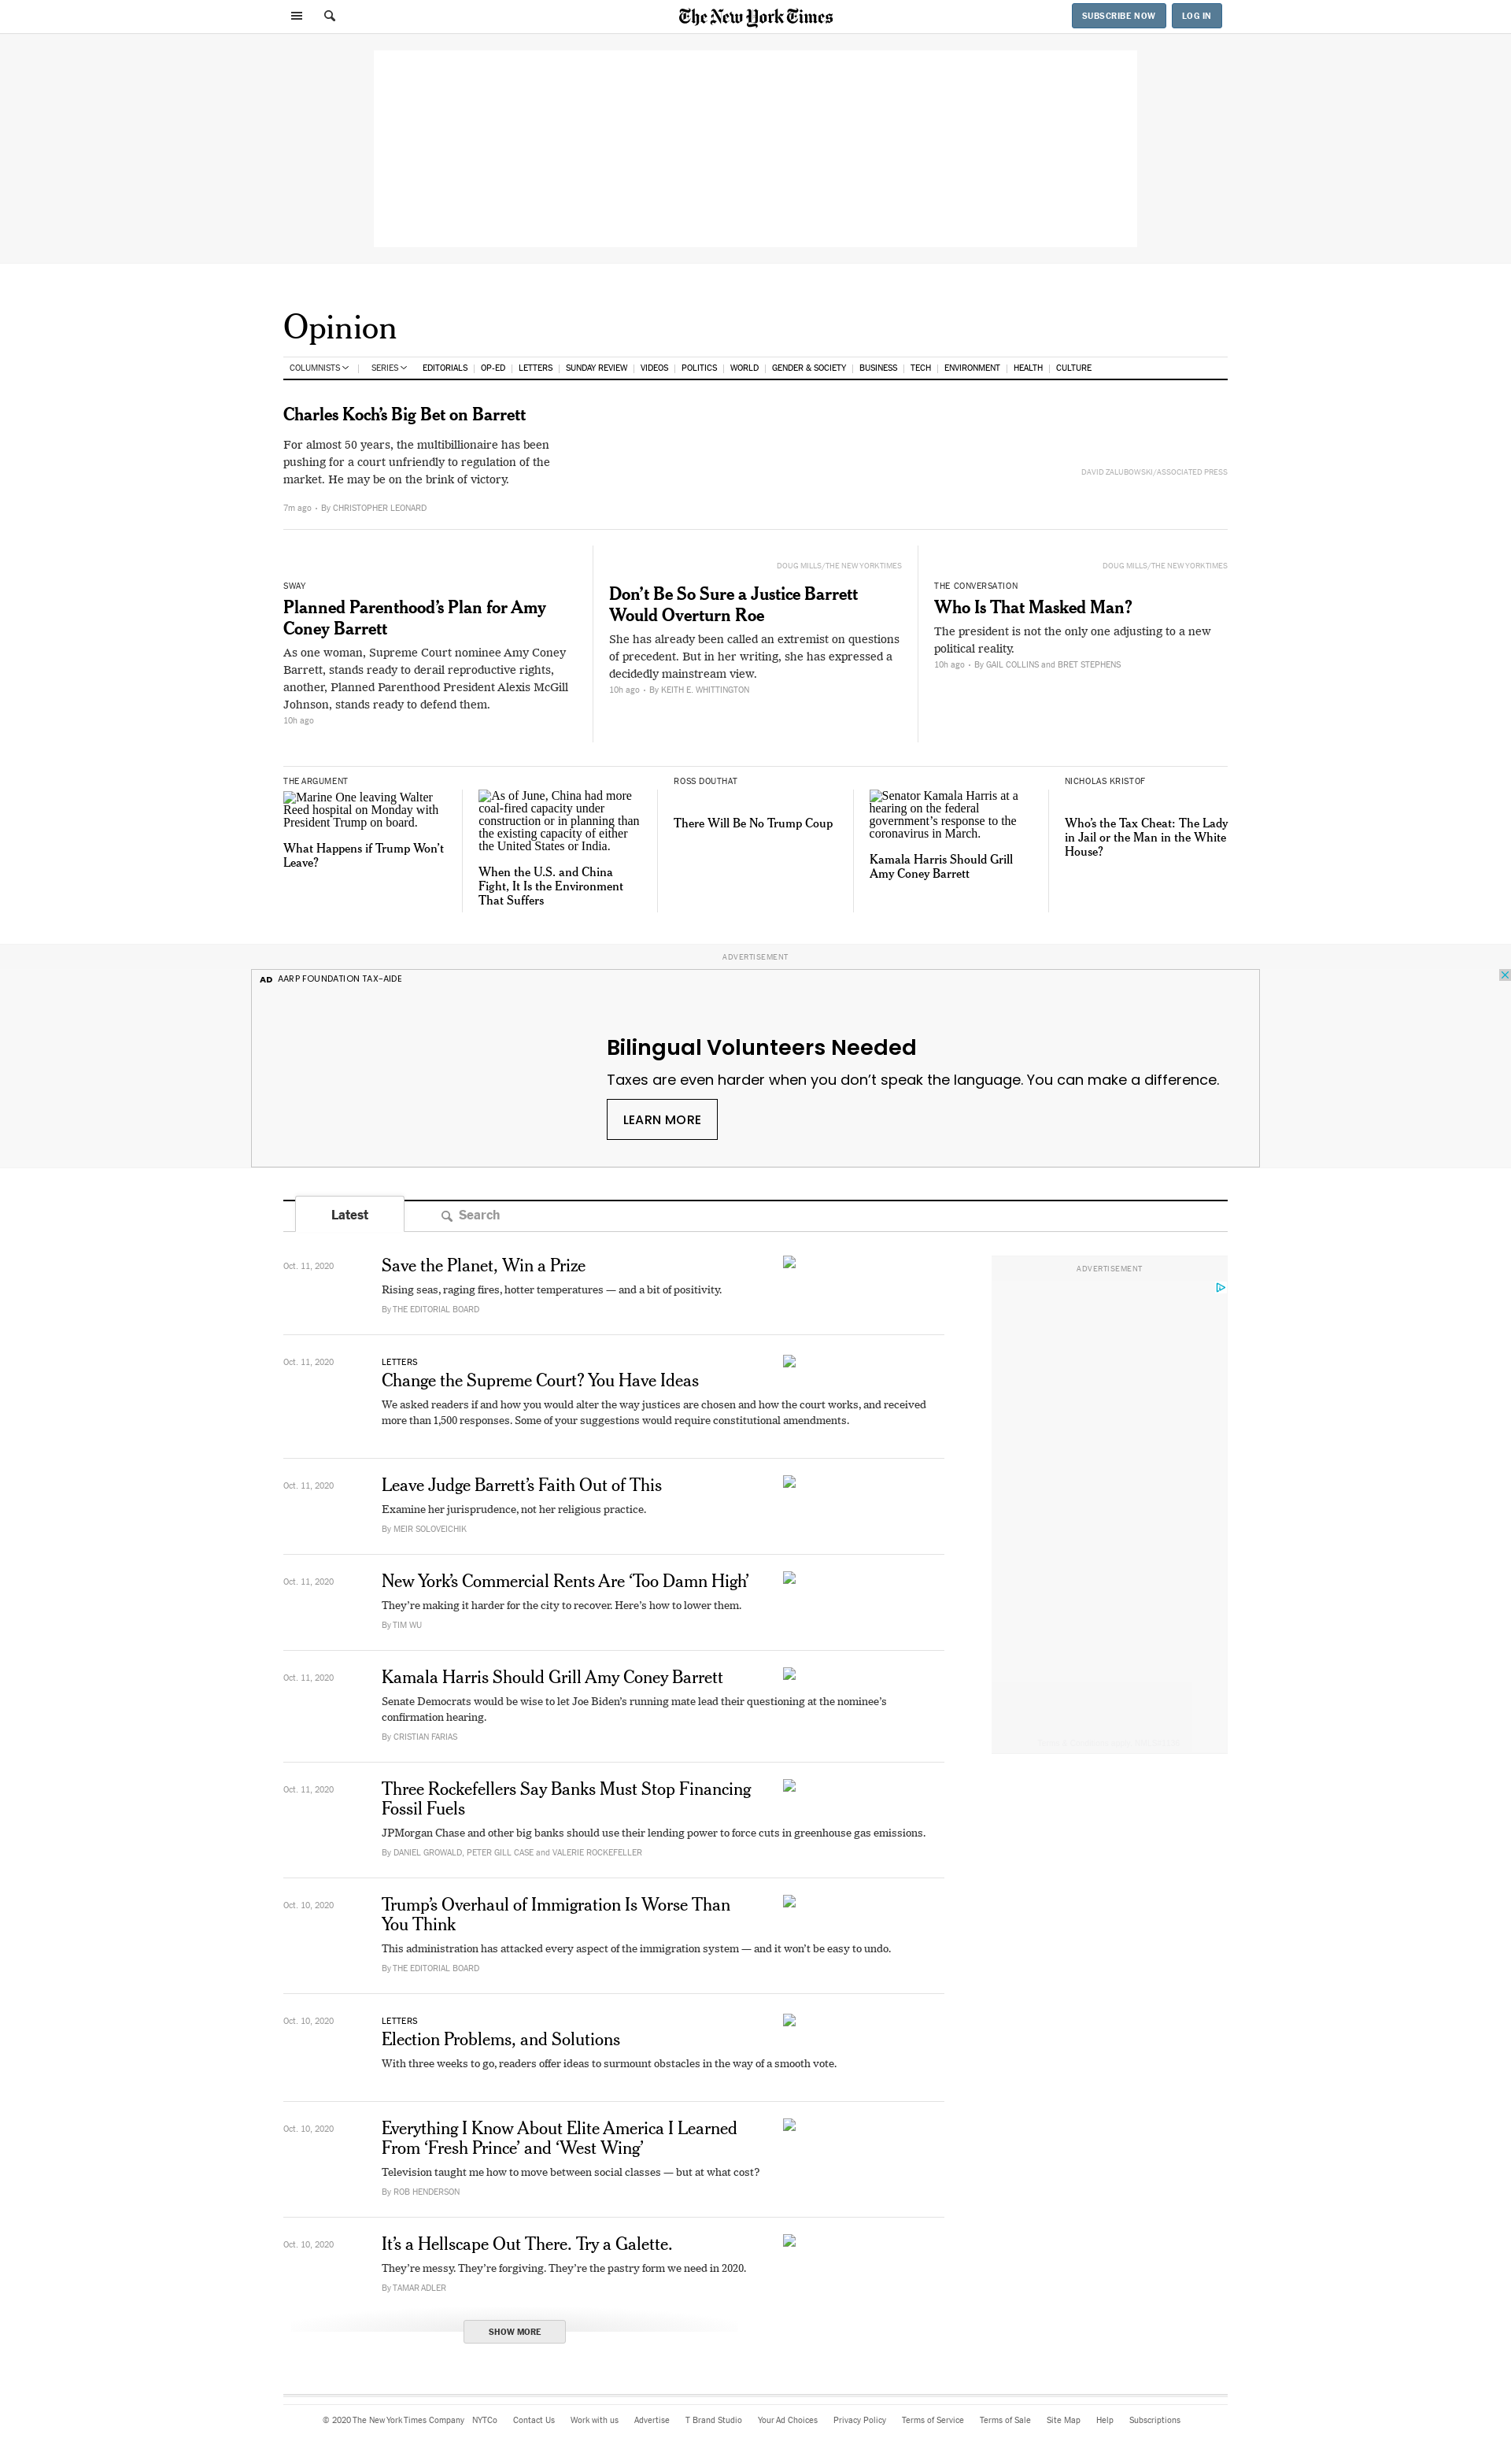 The New York Times
SUBSCRIBE NOW
LOG IN
Opinion
COLUMNISTS
SERIES
EDITORIALS
OP-ED
LETTERS
SUNDAY REVIEW
VIDEOS
POLITICS
WORLD
GENDER & SOCIETY
BUSINESS
TECH
ENVIRONMENT
HEALTH
CULTURE
Charles Koch’s Big Bet on Barrett
For almost 50 years, the multibillionaire has been
pushing for a court unfriendly to regulation of the
market. He may be on the brink of victory.
7m ago • By CHRISTOPHER LEONARD
DAVID ZALUBOWSKI/ASSOCIATED PRESS
SWAY
Planned Parenthood’s Plan for Amy
Coney Barrett
As one woman, Supreme Court nominee Amy Coney
Barrett, stands ready to derail reproductive rights,
another, Planned Parenthood President Alexis McGill
Johnson, stands ready to defend them.
10h ago
DOUG MILLS/THE NEW YORK TIMES
Don’t Be So Sure a Justice Barrett
Would Overturn Roe
She has already been called an extremist on questions
of precedent. But in her writing, she has expressed a
decidedly mainstream view.
10h ago • By KEITH E. WHITTINGTON
DOUG MILLS/THE NEW YORK TIMES
THE CONVERSATION
Who Is That Masked Man?
The president is not the only one adjusting to a new
political reality.
10h ago • By GAIL COLLINS and BRET STEPHENS
THE ARGUMENT
Marine One leaving Walter
Reed hospital on Monday with
President Trump on board.
What Happens if Trump Won’t
Leave?
As of June, China had more
coal-fired capacity under
construction or in planning than
the existing capacity of either
the United States or India.
When the U.S. and China
Fight, It Is the Environment
That Suffers
ROSS DOUTHAT
There Will Be No Trump Coup
Senator Kamala Harris at a
hearing on the federal
government’s response to the
coronavirus in March.
Kamala Harris Should Grill
Amy Coney Barrett
NICHOLAS KRISTOF
Who’s the Tax Cheat: The Lady
in Jail or the Man in the White
House?
ADVERTISEMENT
AD AARP FOUNDATION TAX-AIDE
Bilingual Volunteers Needed
Taxes are even harder when you don’t speak the language. You can make a difference.
LEARN MORE
Latest
Search
Oct. 11, 2020
Save the Planet, Win a Prize
Rising seas, raging fires, hotter temperatures — and a bit of positivity.
By THE EDITORIAL BOARD
ADVERTISEMENT
Oct. 11, 2020
LETTERS
Change the Supreme Court? You Have Ideas
We asked readers if and how you would alter the way justices are chosen and how the court works, and received
more than 1,500 responses. Some of your suggestions would require constitutional amendments.
Oct. 11, 2020
Leave Judge Barrett’s Faith Out of This
Examine her jurisprudence, not her religious practice.
By MEIR SOLOVEICHIK
Oct. 11, 2020
New York’s Commercial Rents Are ‘Too Damn High’
They’re making it harder for the city to recover. Here’s how to lower them.
By TIM WU
Oct. 11, 2020
Kamala Harris Should Grill Amy Coney Barrett
Senate Democrats would be wise to let Joe Biden’s running mate lead their questioning at the nominee’s
confirmation hearing.
By CRISTIAN FARIAS
Oct. 11, 2020
Three Rockefellers Say Banks Must Stop Financing
Fossil Fuels
JPMorgan Chase and other big banks should use their lending power to force cuts in greenhouse gas emissions.
By DANIEL GROWALD, PETER GILL CASE and VALERIE ROCKEFELLER
Oct. 10, 2020
Trump’s Overhaul of Immigration Is Worse Than
You Think
This administration has attacked every aspect of the immigration system — and it won’t be easy to undo.
By THE EDITORIAL BOARD
Oct. 10, 2020
LETTERS
Election Problems, and Solutions
With three weeks to go, readers offer ideas to surmount obstacles in the way of a smooth vote.
Oct. 10, 2020
Everything I Know About Elite America I Learned
From ‘Fresh Prince’ and ‘West Wing’
Television taught me how to move between social classes — but at what cost?
By ROB HENDERSON
Oct. 10, 2020
It’s a Hellscape Out There. Try a Galette.
They’re messy. They’re forgiving. They’re the pastry form we need in 2020.
By TAMAR ADLER
SHOW MORE
© 2020 The New York Times Company
NYTCo
Contact Us
Work with us
Advertise
T Brand Studio
Your Ad Choices
Privacy Policy
Terms of Service
Terms of Sale
Site Map
Help
Subscriptions